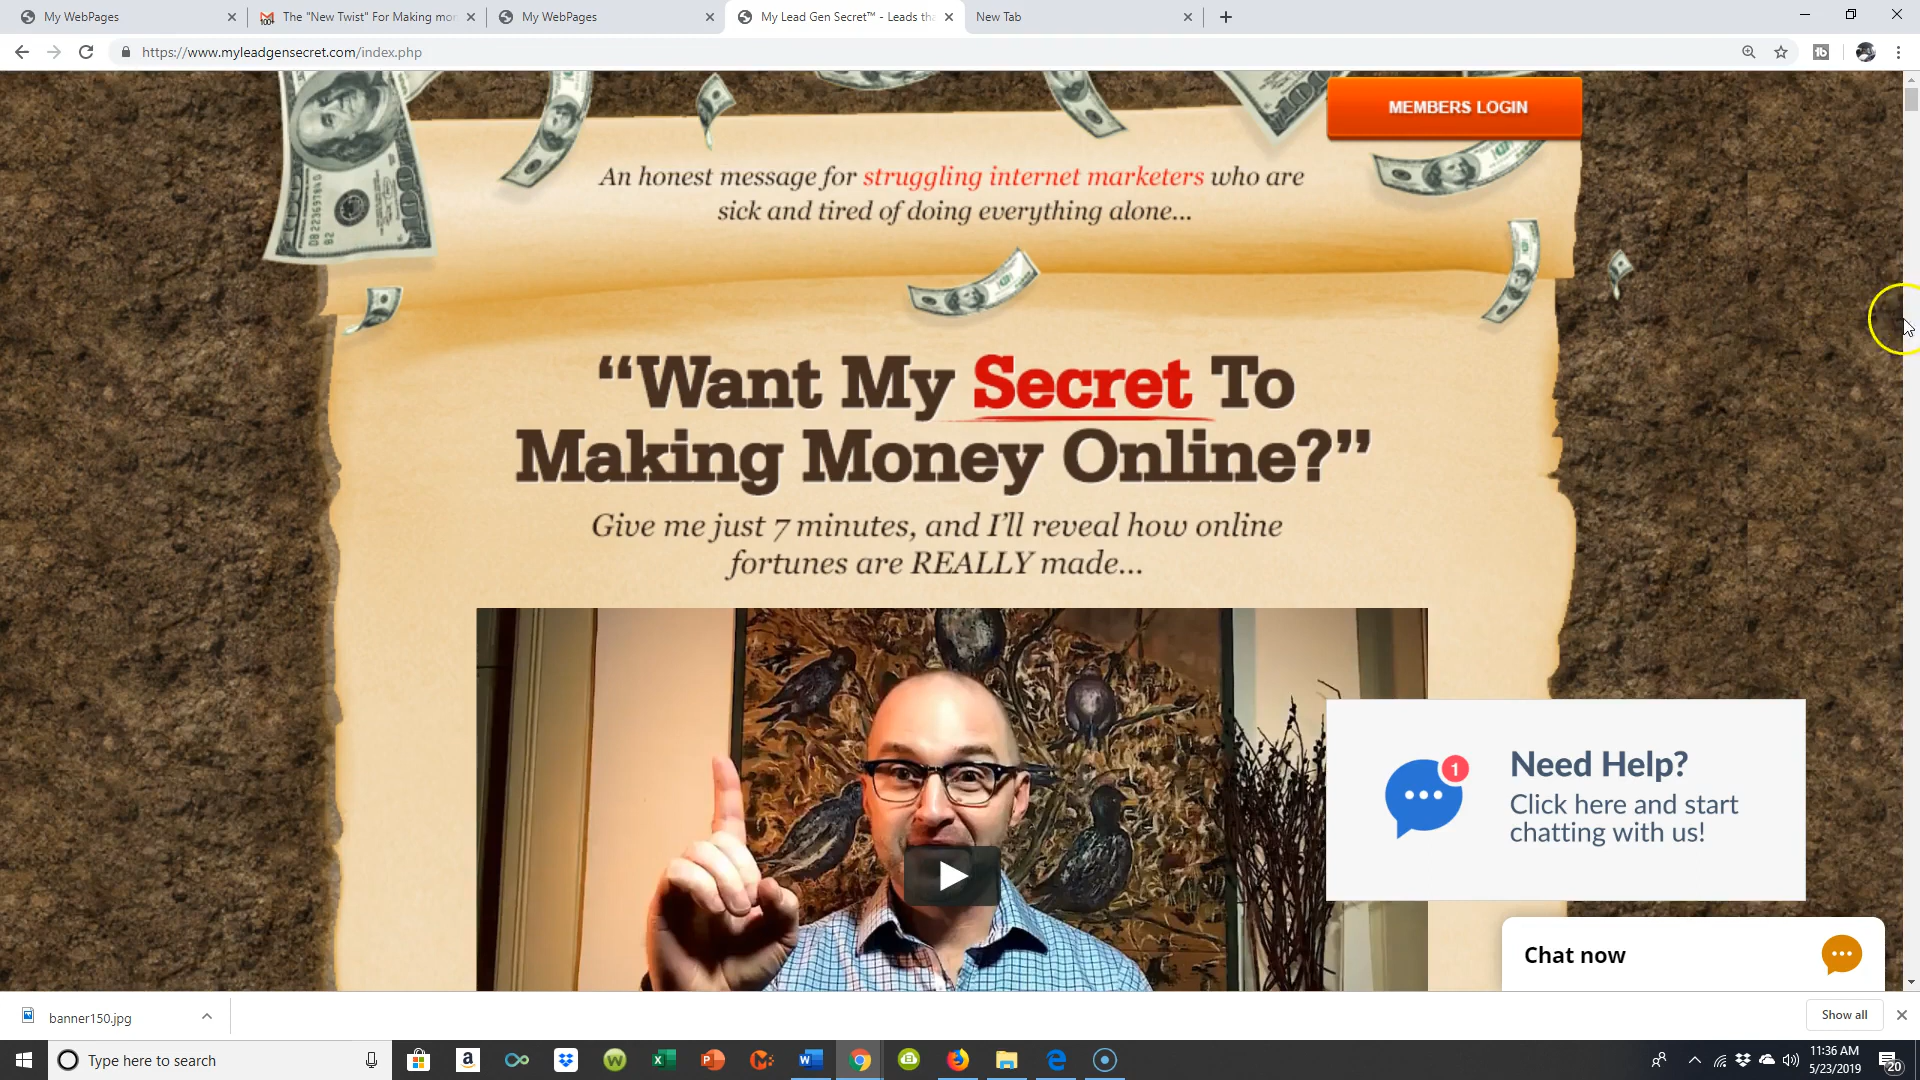 My WebPages
The "New Twist" For Making mor
My WebPages
My Lead Gen Secret™ - Leads tha
New Tab
https://www.myleadgensecret.com/index.php
MEMBERS LOGIN
An honest message for struggling internet marketers who are
sick and tired of doing everything alone...
“Want My Secret To
Making Money Online?”
Give me just 7 minutes, and I’ll reveal how online
fortunes are REALLY made...
1
Need Help?
Click here and start
chatting with us!
Chat now
banner150.jpg
Show all
Type here to search
11:36 AM
5/23/2019
20